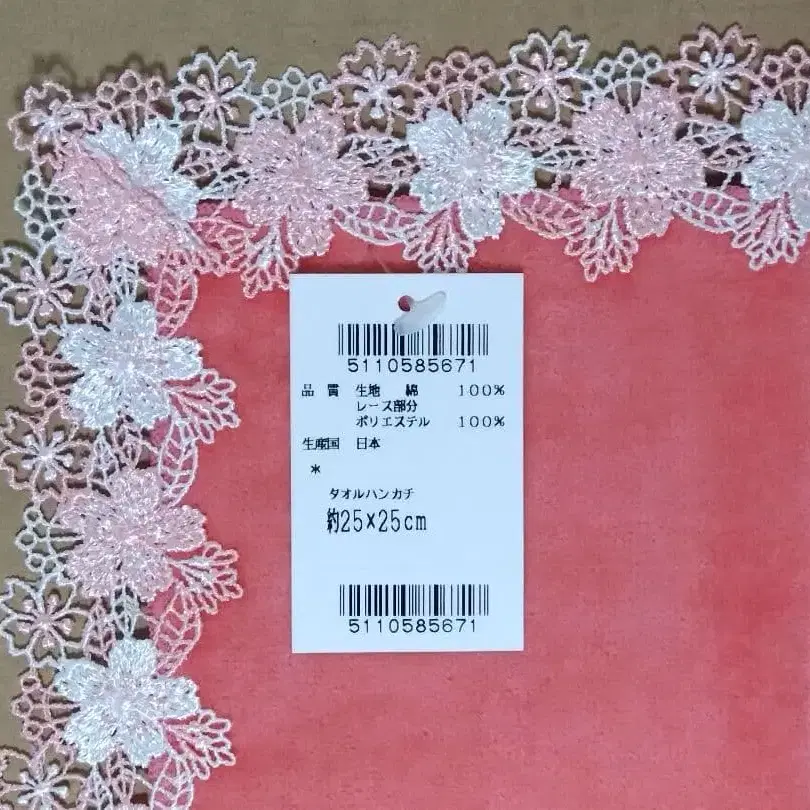 5110585671
品 質 生地 綿 100%
レース部分
ポリエステル 100%
生産国 日本
*
タオルハンカチ
約25×25cm
5110585671